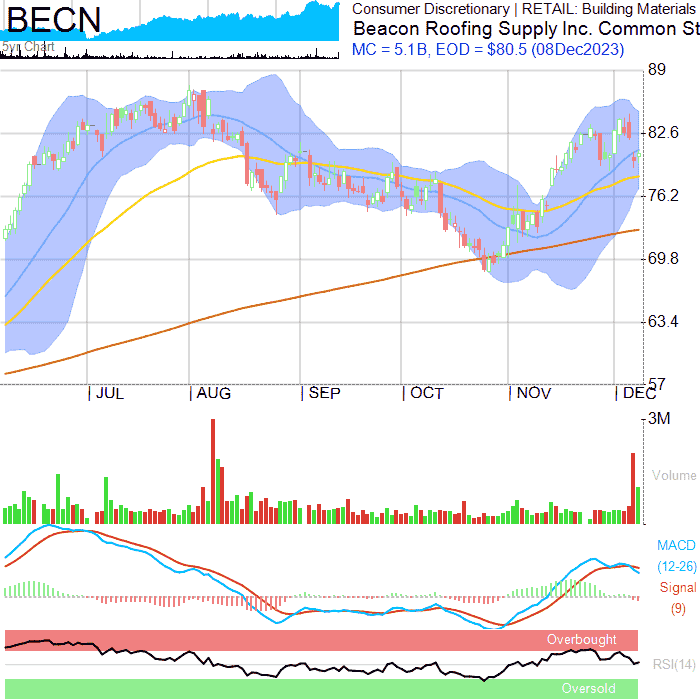 BECN
5yr Chart
Consumer Discretionary | RETAIL: Building Materials
Beacon Roofing Supply Inc. Common St
MC = 5.1B, EOD = $80.5 (08Dec2023)
89
82.6
76.2
69.8
63.4
57
JUL AUG SEP OCT NOV DEC
3M
Volume
MACD
(12-26)
Signal
(9)
Overbought
RSI(14)
Oversold